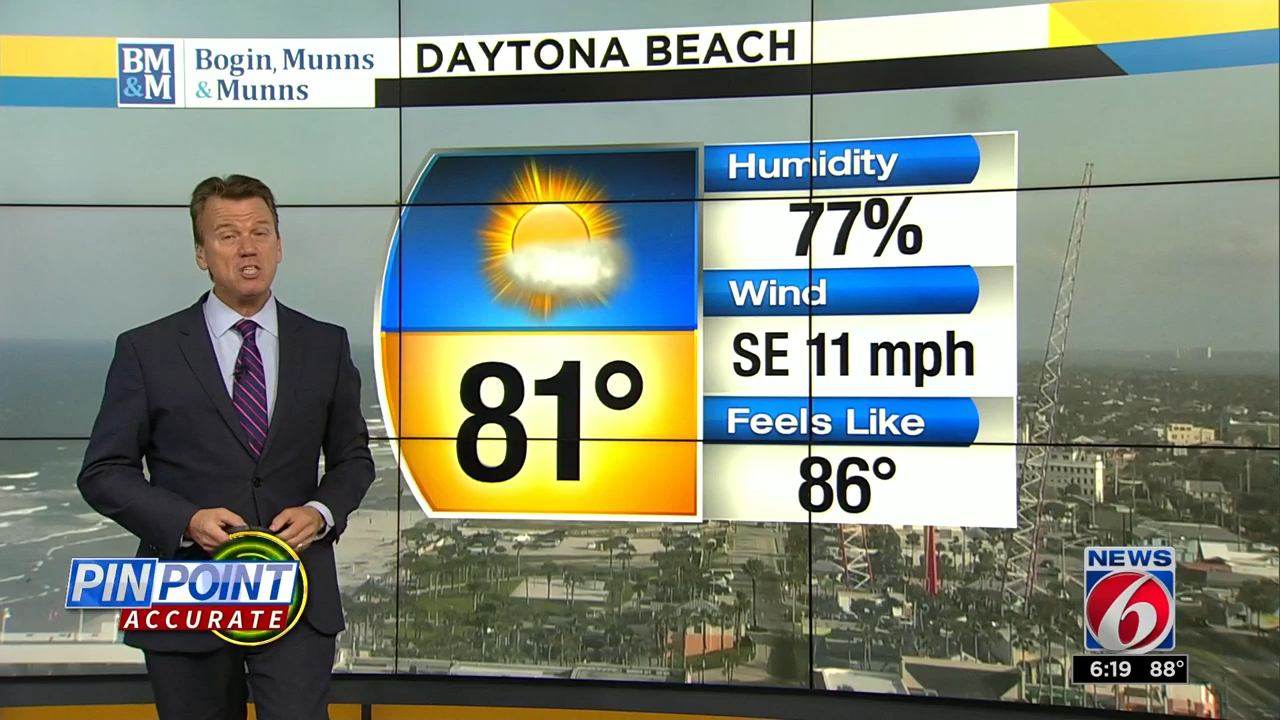 BM
&M
Bogin, Munns
& Munns
DAYTONA BEACH
Humidity
77%
Wind
SE 11 mph
Feels Like
86°
81°
PINPOINT
ACCURATE
NEWS
6
6:19 88°